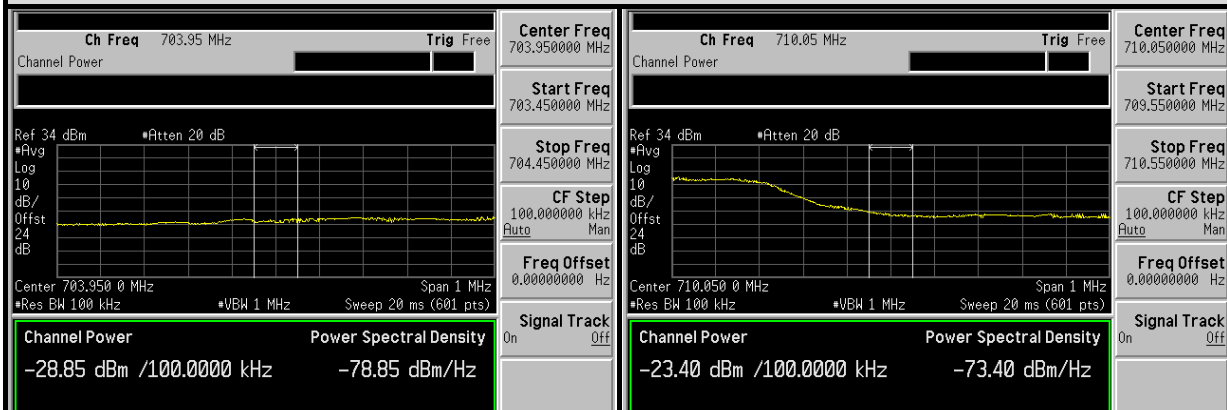 Ch Freq 703.95 MHz Trig Free
Channel Power
Ref 34 dBm #Atten 20 dB
#Avg
Log
10
dB/
Offst
24
dB
Center 703.950 0 MHz Span 1 MHz
#Res BW 100 kHz #VBW 1 MHz Sweep 20 ms (601 pts)
Channel Power Power Spectral Density
-28.85 dBm /100.0000 kHz -78.85 dBm/Hz
Center Freq
703.950000 MHz
Start Freq
703.450000 MHz
Stop Freq
704.450000 MHz
CF Step
100.000000 kHz
Auto Man
Freq Offset
0.00000000 Hz
Signal Track
On Off
Ch Freq 710.05 MHz Trig Free
Channel Power
Ref 34 dBm #Atten 20 dB
#Avg
Log
10
dB/
Offst
24
dB
Center 710.050 0 MHz Span 1 MHz
#Res BW 100 kHz #VBW 1 MHz Sweep 20 ms (601 pts)
Channel Power Power Spectral Density
-23.40 dBm /100.0000 kHz -73.40 dBm/Hz
Center Freq
710.050000 MHz
Start Freq
709.550000 MHz
Stop Freq
710.550000 MHz
CF Step
100.000000 kHz
Auto Man
Freq Offset
0.00000000 Hz
Signal Track
On Off